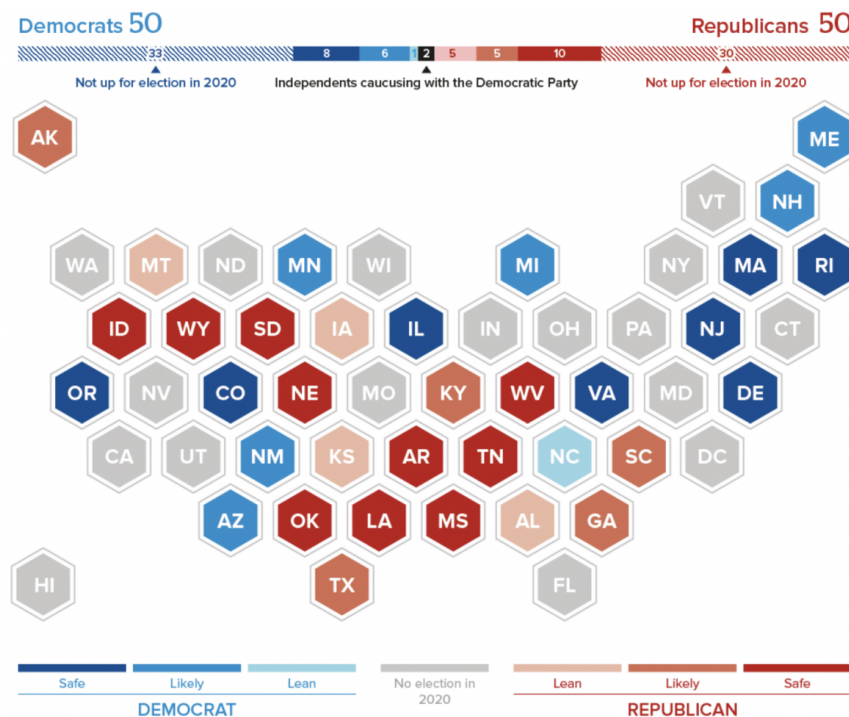 Democrats 50 Republicans 50
33 8 6 1 2 5 5 10 30
Not up for election in 2020 Independents caucusing with the Democratic Party Not up for election in 2020
AK ME
VT NH
WA MT ND MN WI MI NY MA RI
ID WY SD IA IL IN OH PA NJ CT
OR NV CO NE MO KY WV VA MD DE
CA UT NM KS AR TN NC SC DC
AZ OK LA MS AL GA
HI TX FL
Safe Likely Lean No election in Lean Likely Safe
2020
DEMOCRAT REPUBLICAN